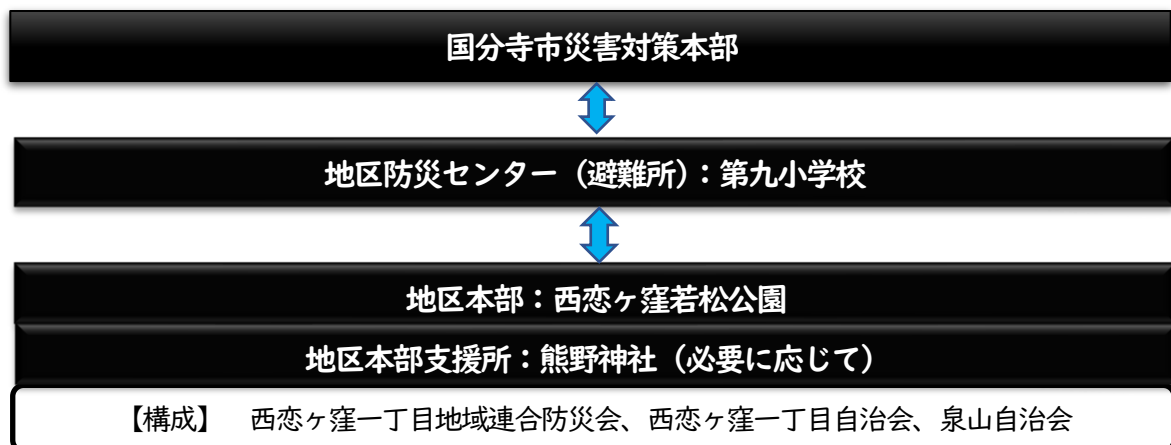 国分寺市災害対策本部
地区防災センター（避難所）：第九小学校
地区本部：西恋ヶ窪若松公園
地区本部支援所：熊野神社（必要に応じて）
【構成】　西恋ヶ窪一丁目地域連合防災会、西恋ヶ窪一丁目自治会、泉山自治会